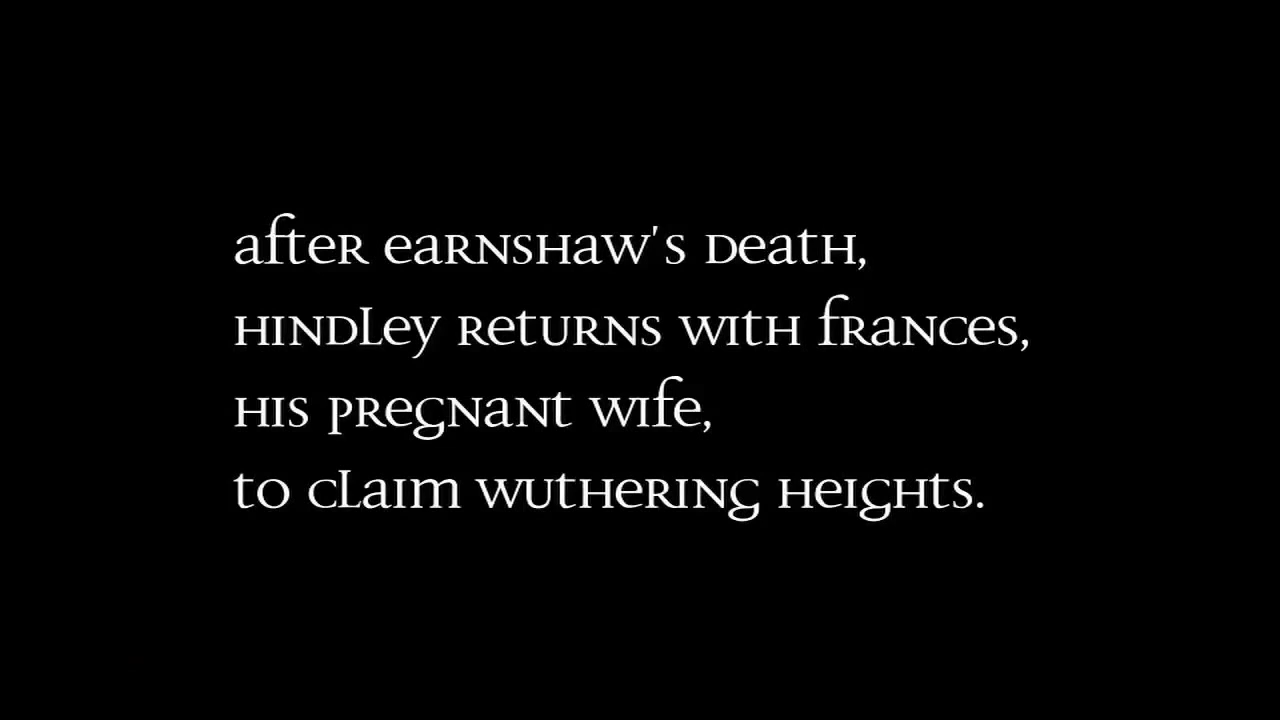 after earnshaw's death,
hindley returns with frances,
his pregnant wife,
to claim wuthering heights.